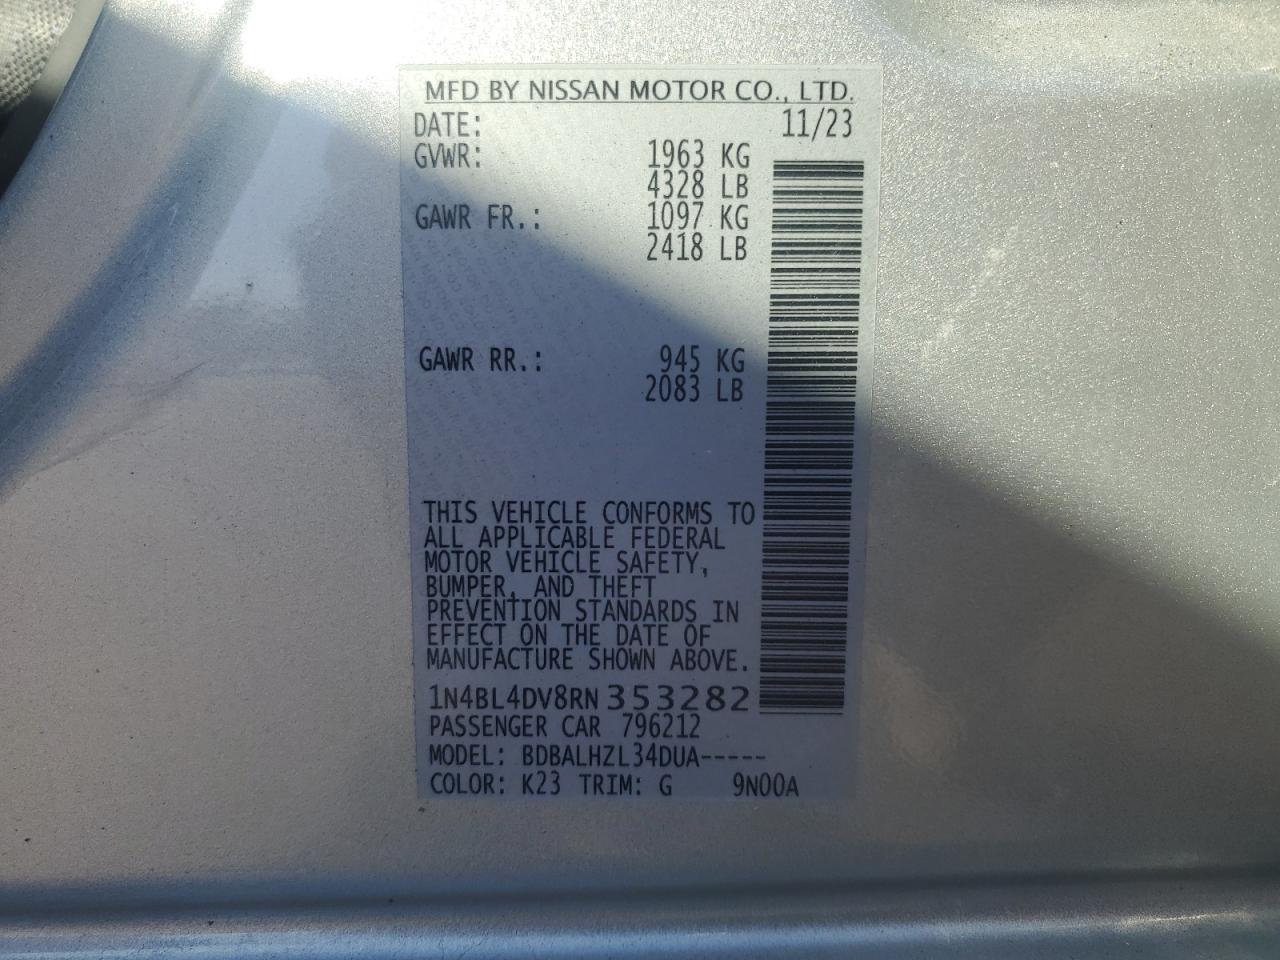 MFD BY NISSAN MOTOR CO., LTD.
DATE: 11/23
GVWR: 1963 KG
4328 LB
GAWR FR.: 1097 KG
2418 LB
GAWR RR.: 945 KG
2083 LB
THIS VEHICLE CONFORMS TO
ALL APPLICABLE FEDERAL
MOTOR VEHICLE SAFETY,
BUMPER, AND THEFT
PREVENTION STANDARDS IN
EFFECT ON THE DATE OF
MANUFACTURE SHOWN ABOVE.
1N4BL4DV8RN353282
PASSENGER CAR 796212
MODEL: BDBALHZL34DUA-----
COLOR: K23 TRIM: G 9N00A